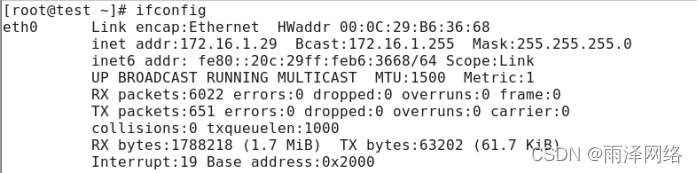 [root@test ~]# ifconfig
eth0      Link encap:Ethernet  HWaddr 00:0C:29:B6:36:68
          inet addr:172.16.1.29  Bcast:172.16.1.255  Mask:255.255.255.0
          inet6 addr: fe80::20c:29ff:feb6:3668/64 Scope:Link
          UP BROADCAST RUNNING MULTICAST  MTU:1500  Metric:1
          RX packets:6022 errors:0 dropped:0 overruns:0 frame:0
          TX packets:651 errors:0 dropped:0 overruns:0 carrier:0
          collisions:0 txqueuelen:1000
          RX bytes:1788218 (1.7 MiB)  TX bytes:63202 (61.7 KiB)
          Interrupt:19 Base address:0x2000
CSDN @雨泽网络